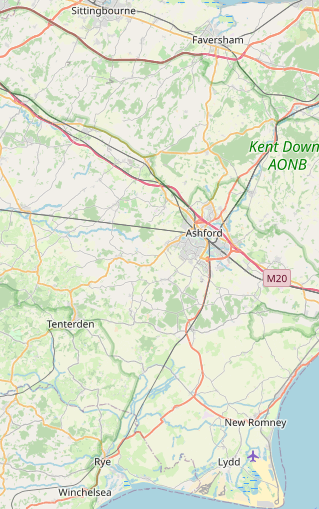 Sittingbourne
Faversham
Kent Down
AONB
Ashford
M20
Tenterden
New Romney
Rye
Lydd
Winchelsea